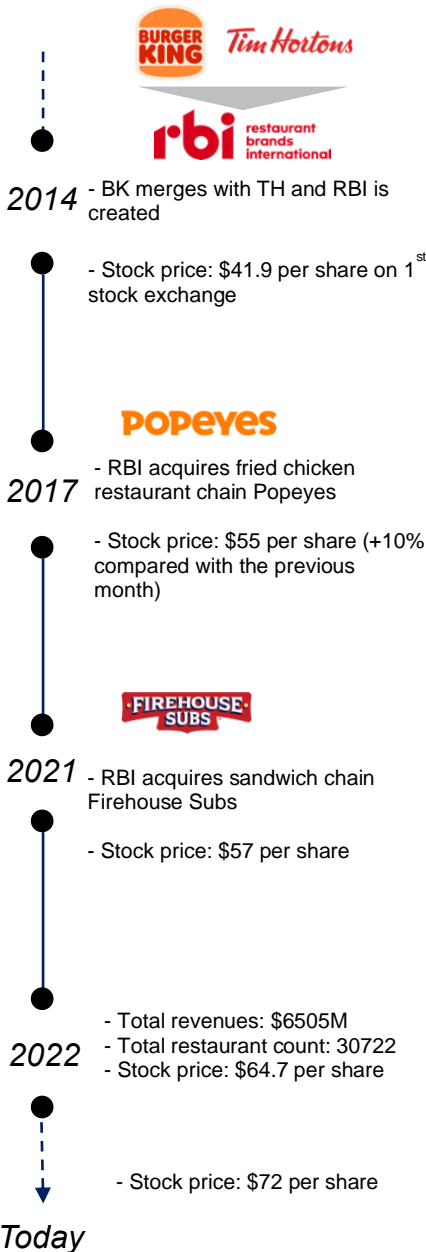 BURGER
KING
Tim Hortons
rbi
restaurant
brands
international
2014
- BK merges with TH and RBI is
created
- Stock price: $41.9 per share on 1st
stock exchange
POPEYES
2017
- RBI acquires fried chicken
restaurant chain Popeyes
- Stock price: $55 per share (+10%
compared with the previous
month)
FIREHOUSE
SUBS
2021
- RBI acquires sandwich chain
Firehouse Subs
- Stock price: $57 per share
2022
- Total revenues: $6505M
- Total restaurant count: 30722
- Stock price: $64.7 per share
- Stock price: $72 per share
Today